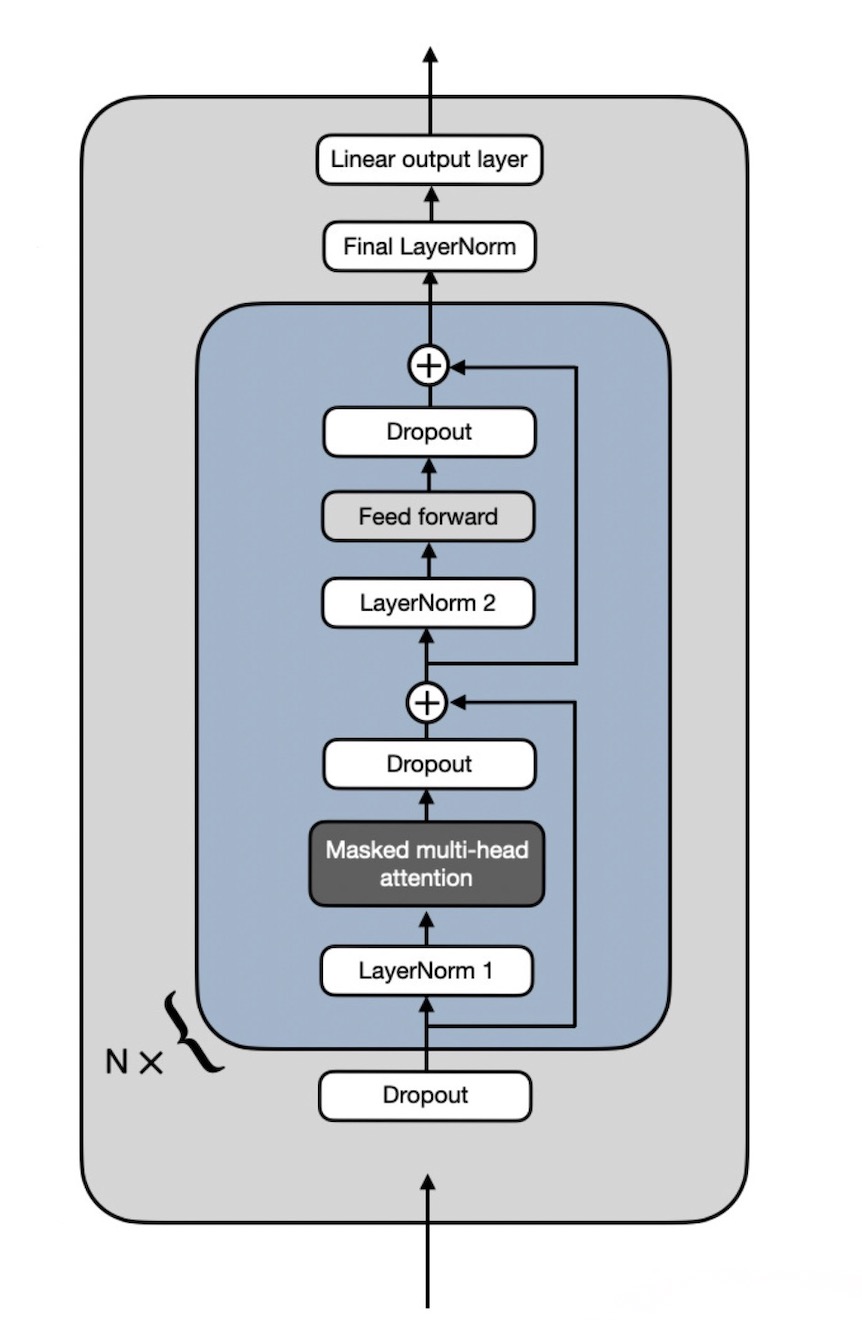 Linear output layer
Final LayerNorm
Dropout
Feed forward
LayerNorm 2
Dropout
Masked multi-head
attention
LayerNorm 1
N ×
Dropout